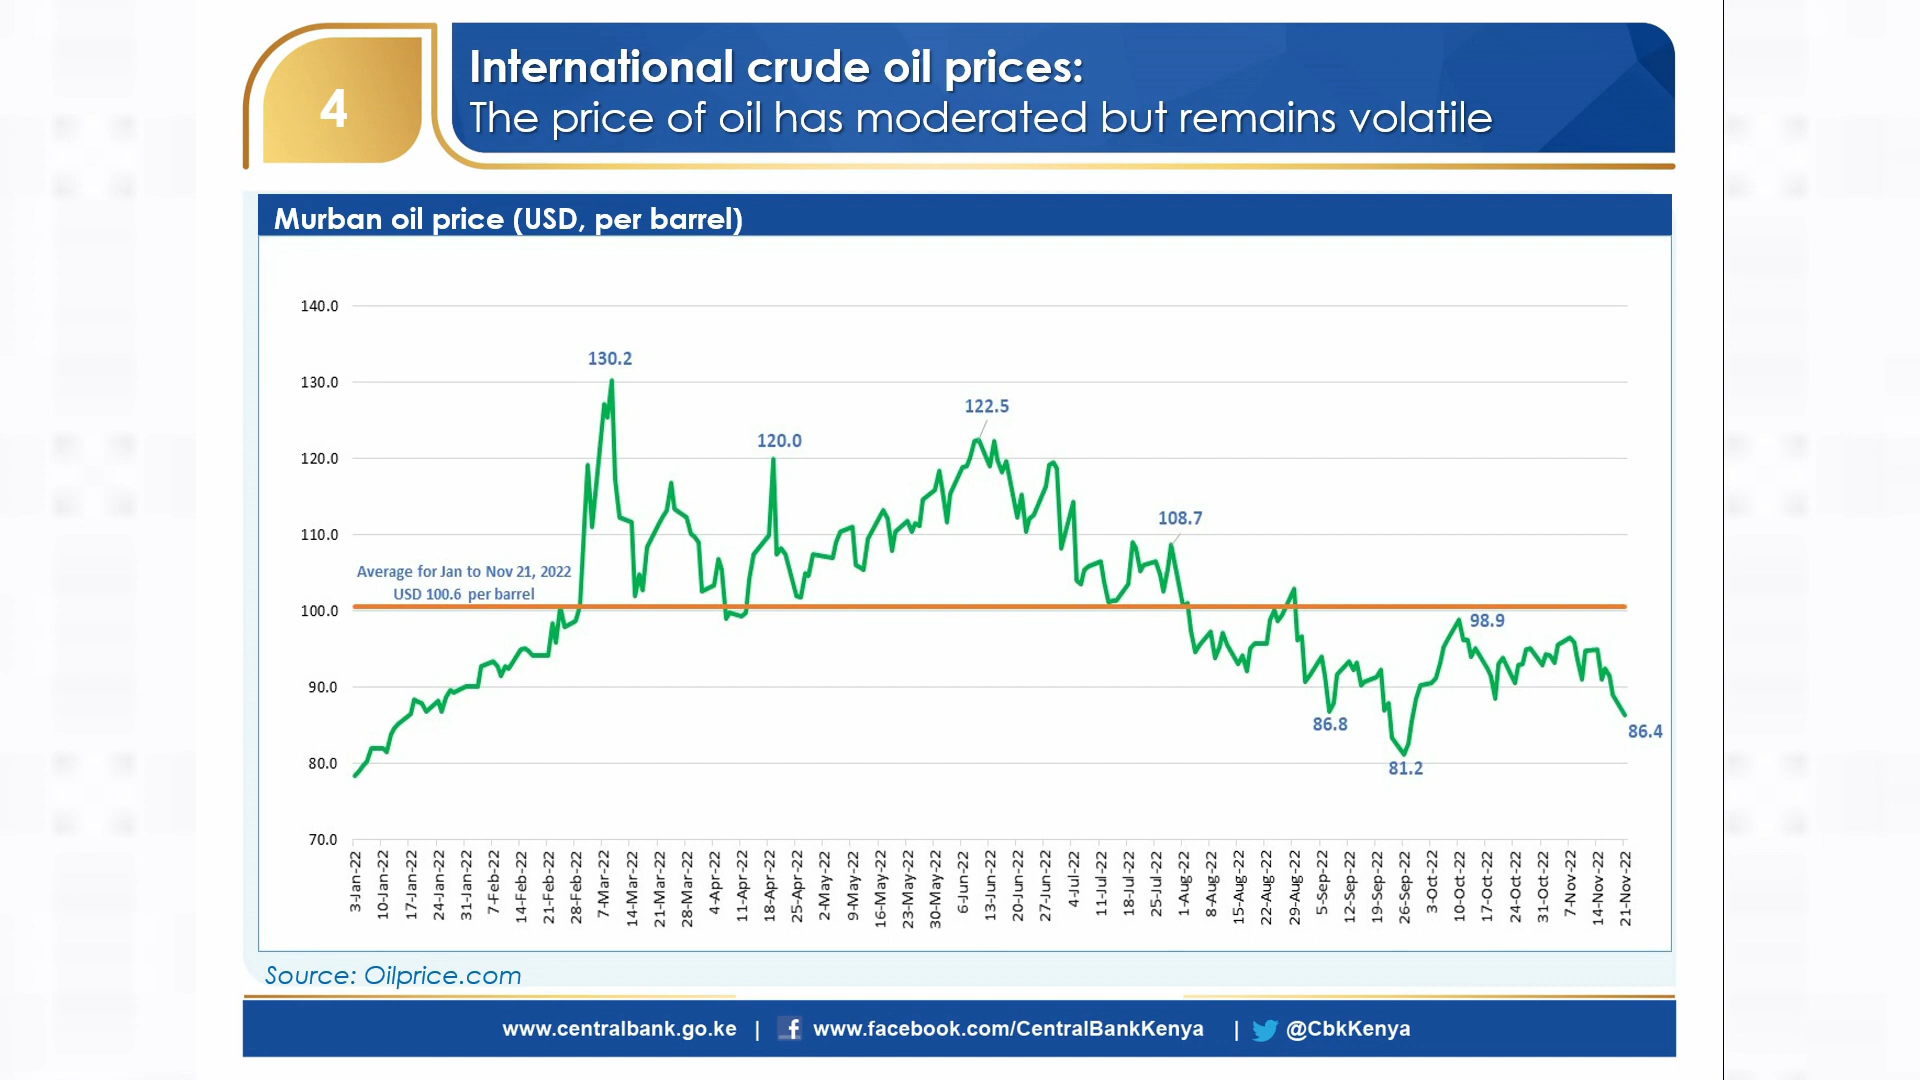 4
International crude oil prices:
The price of oil has moderated but remains volatile
Murban oil price (USD, per barrel)
140.0
130.0
120.0
110.0
100.0
90.0
80.0
70.0
130.2
120.0
122.5
108.7
98.9
86.8
81.2
86.4
Average for Jan to Nov 21, 2022
USD 100.6 per barrel
3-Jan-22
10-Jan-22
17-Jan-22
24-Jan-22
31-Jan-22
7-Feb-22
14-Feb-22
21-Feb-22
28-Feb-22
7-Mar-22
14-Mar-22
21-Mar-22
28-Mar-22
4-Apr-22
11-Apr-22
18-Apr-22
25-Apr-22
2-May-22
9-May-22
16-May-22
23-May-22
30-May-22
6-Jun-22
13-Jun-22
20-Jun-22
27-Jun-22
4-Jul-22
11-Jul-22
18-Jul-22
25-Jul-22
1-Aug-22
8-Aug-22
15-Aug-22
22-Aug-22
29-Aug-22
5-Sep-22
12-Sep-22
19-Sep-22
26-Sep-22
3-Oct-22
10-Oct-22
17-Oct-22
24-Oct-22
31-Oct-22
7-Nov-22
14-Nov-22
21-Nov-22
Source: Oilprice.com
www.centralbank.go.ke | f www.facebook.com/CentralBankKenya | @CbkKenya